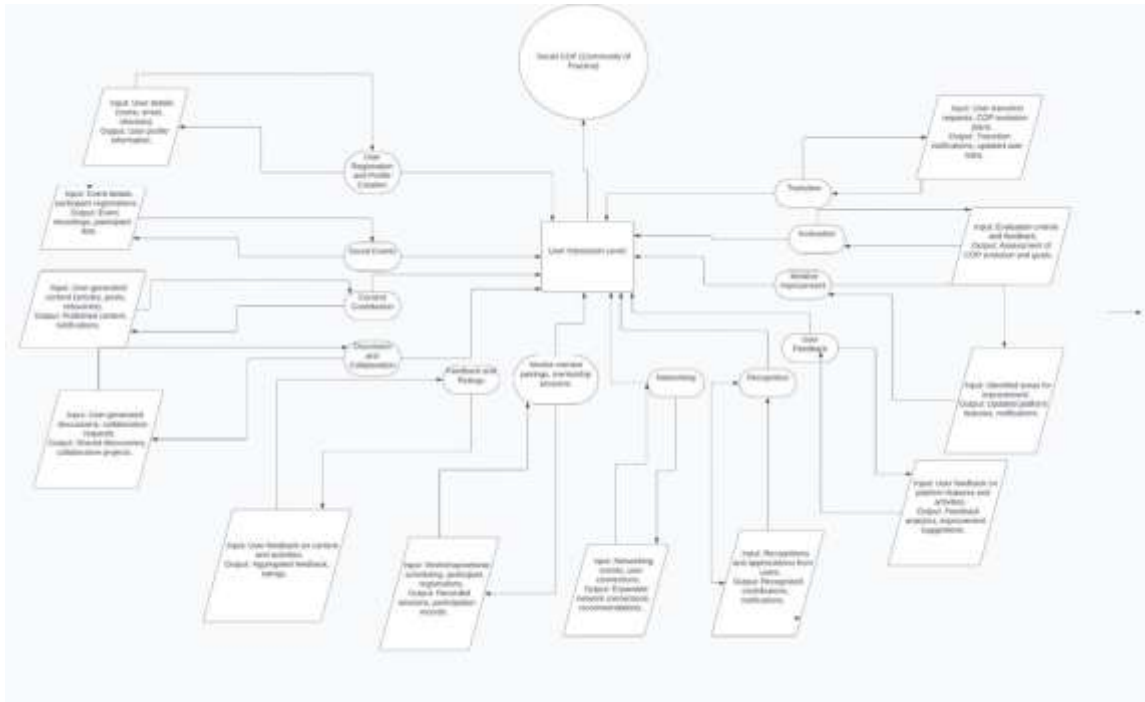 Social COP (Community of
Practice)
Input: User details
(name, email,
interests)
Output: User profile
information.
User
Registration
and Profile
Creation
Input: User transition
requests, COP evolution
plans.
Output: Transition
notifications, updated user
roles.
Transition
Input: Event details,
participant registrations.
Output: Event
recordings, participant
lists.
Social Events
User Interaction Layer
Evaluation
Input: Evaluation criteria
and feedback.
Output: Assessment of
COP evolution and goals.
Input: User-generated
content (articles, posts,
resources).
Output: Published content,
notifications.
Content
Contribution
Iterative
Improvement
Discussion
and
Collaboration
Feedback and
Ratings
Mentor-mentee
pairings, mentorship
sessions.
Networking
Recognition
User
Feedback
Input: Identified areas for
improvement.
Output: Updated platform
features, notifications.
Input: User-generated
discussions, collaboration
requests.
Output: Shared discussions,
collaborative projects.
Input: User feedback on
platform features and
activities.
Output: Feedback
analytics, improvement
suggestions.
Input: User feedback on content
and activities.
Output: Aggregated feedback,
ratings.
Input:
scheduling, participant
registrations.
Output: Recorded
sessions, participation
records.
Input: Networking
events, user
connections.
Output: Expanded
network connections,
recommendations.
Input: Recognitions
and appreciations from
users.
Output: Recognized
contributions,
notifications.